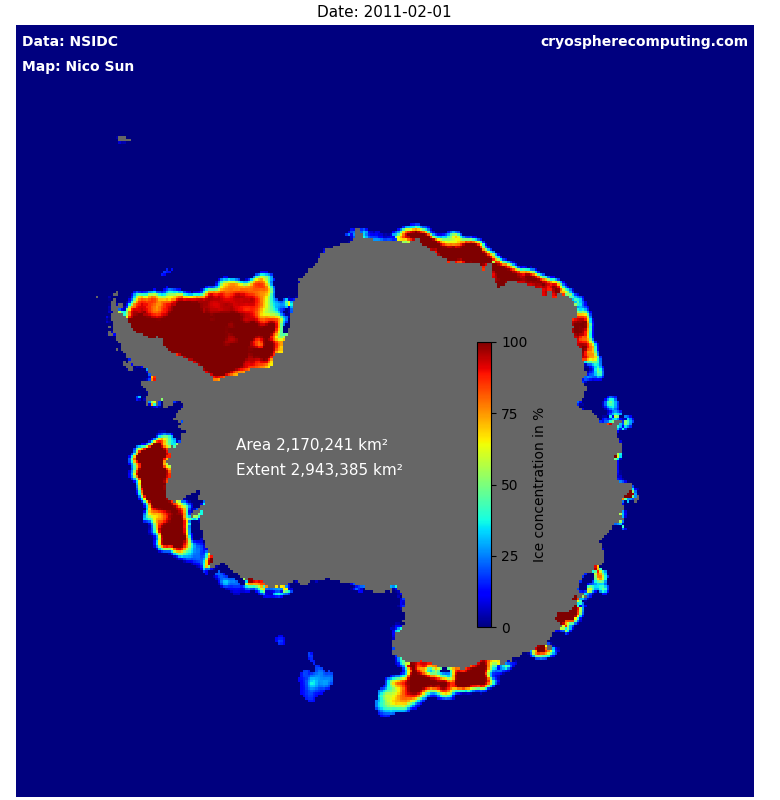 Date: 2011-02-01
Data: NSIDC
cryospherecomputing.com
Map: Nico Sun
100
75
50
25
0
Ice concentration in %
Area 2,170,241 km²
Extent 2,943,385 km²